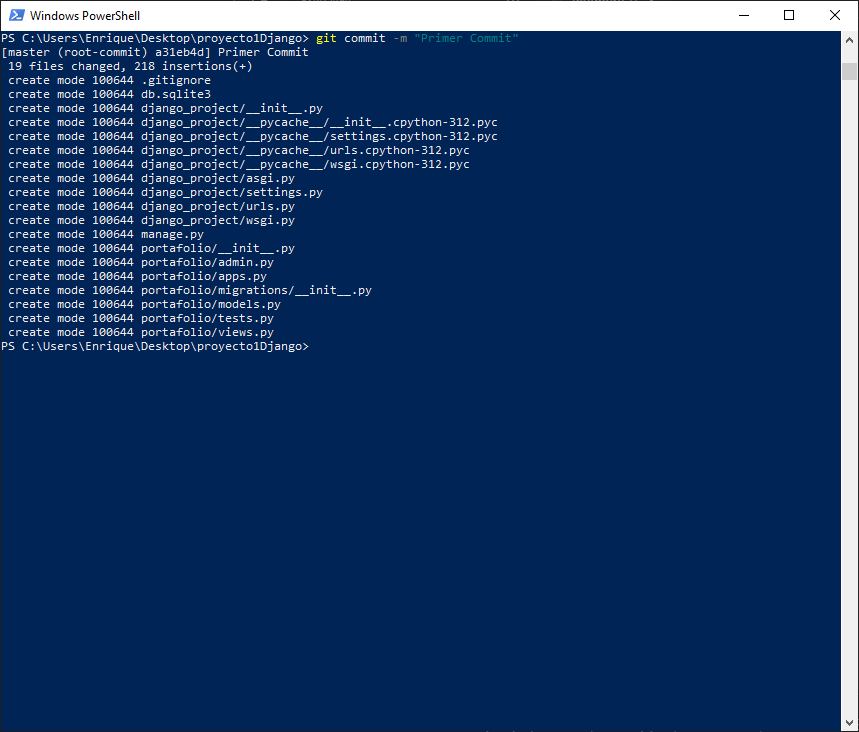 Windows PowerShell
PS C:\Users\Enrique\Desktop\proyecto1Django> git commit -m "Primer Commit"
[master (root-commit) a31eb4d] Primer Commit
 19 files changed, 218 insertions(+)
 create mode 100644 .gitignore
 create mode 100644 db.sqlite3
 create mode 100644 django_project/__init__.py
 create mode 100644 django_project/__pycache__/__init__.cpython-312.pyc
 create mode 100644 django_project/__pycache__/settings.cpython-312.pyc
 create mode 100644 django_project/__pycache__/urls.cpython-312.pyc
 create mode 100644 django_project/__pycache__/wsgi.cpython-312.pyc
 create mode 100644 django_project/asgi.py
 create mode 100644 django_project/settings.py
 create mode 100644 django_project/urls.py
 create mode 100644 django_project/wsgi.py
 create mode 100644 manage.py
 create mode 100644 portafolio/__init__.py
 create mode 100644 portafolio/admin.py
 create mode 100644 portafolio/apps.py
 create mode 100644 portafolio/migrations/__init__.py
 create mode 100644 portafolio/models.py
 create mode 100644 portafolio/tests.py
 create mode 100644 portafolio/views.py
PS C:\Users\Enrique\Desktop\proyecto1Django>